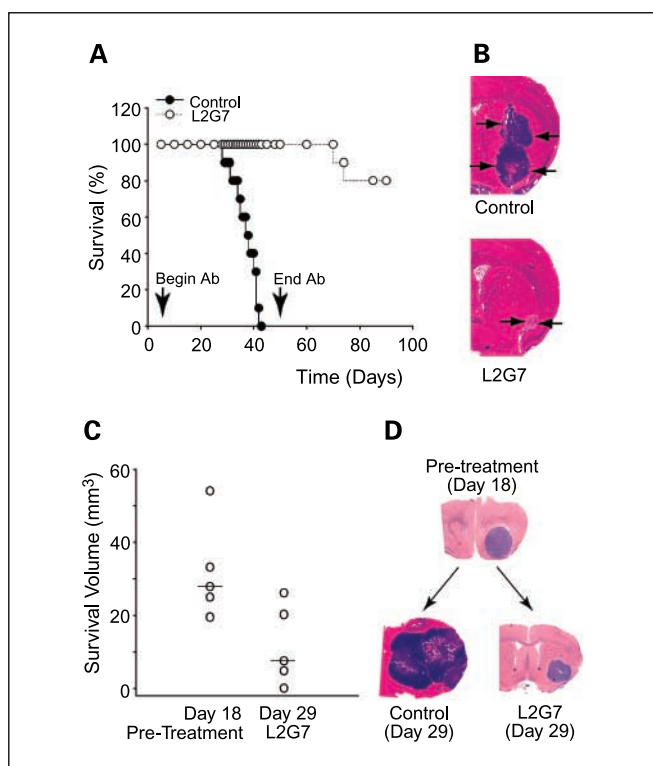 A
B
Control
L2G7
120
100
80
60
40
20
0
Survival (%)
Begin Ab
End Ab
0 20 40 60 80 100
Time (Days)
Control
L2G7
C
D
60
40
20
0
Survival Volume (mm³)
Day 18
Pre-Treatment
Day 29
L2G7
Pre-treatment
(Day 18)
Control
(Day 29)
L2G7
(Day 29)